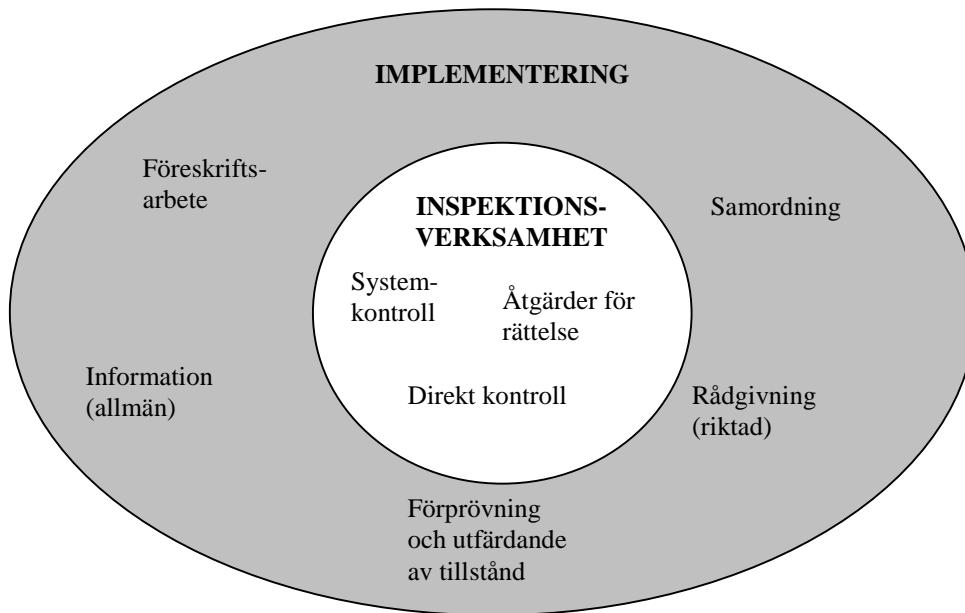 IMPLEMENTERING
Föreskrifts-
arbete
INSPEKTIONS-
VERKSAMHET
Samordning
System-
kontroll
Åtgärder för
rättelse
Information
(allmän)
Direkt kontroll
Rådgivning
(riktad)
Förprövning
och utfärdande
av tillstånd